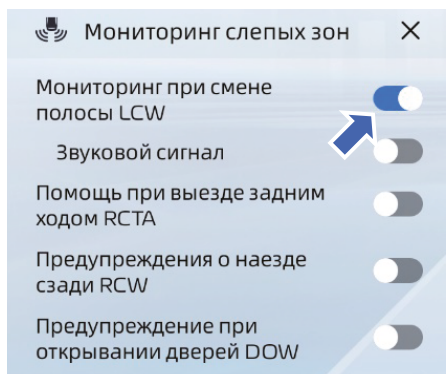 Мониторинг слепых зон
Мониторинг при смене
полосы LCW
Звуковой сигнал
Помощь при выезде задним
ходом RCTA
Предупреждения о наезде
сзади RCW
Предупреждение при
открывании дверей DOW